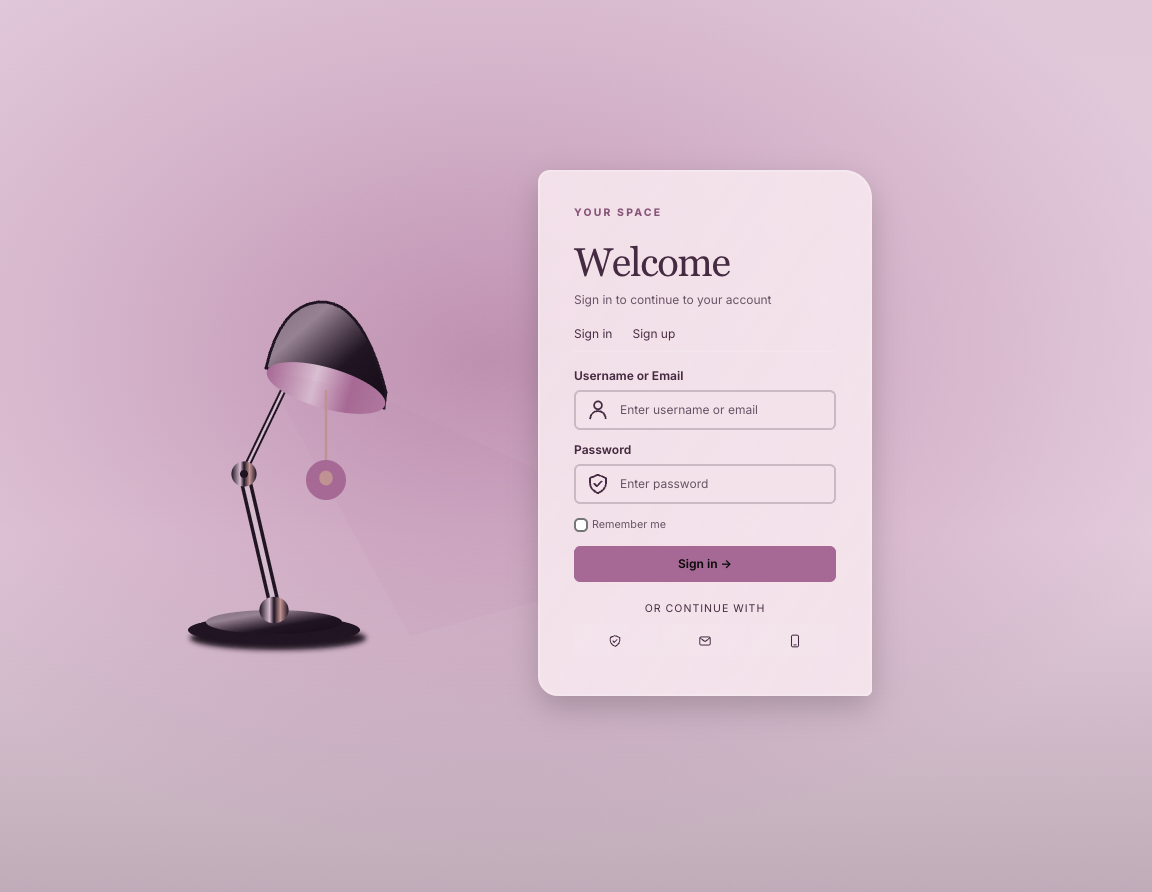 YOUR SPACE
Welcome
Sign in to continue to your account
Sign in Sign up
Username or Email
Enter username or email
Password
Enter password
Remember me
Sign in →
OR CONTINUE WITH